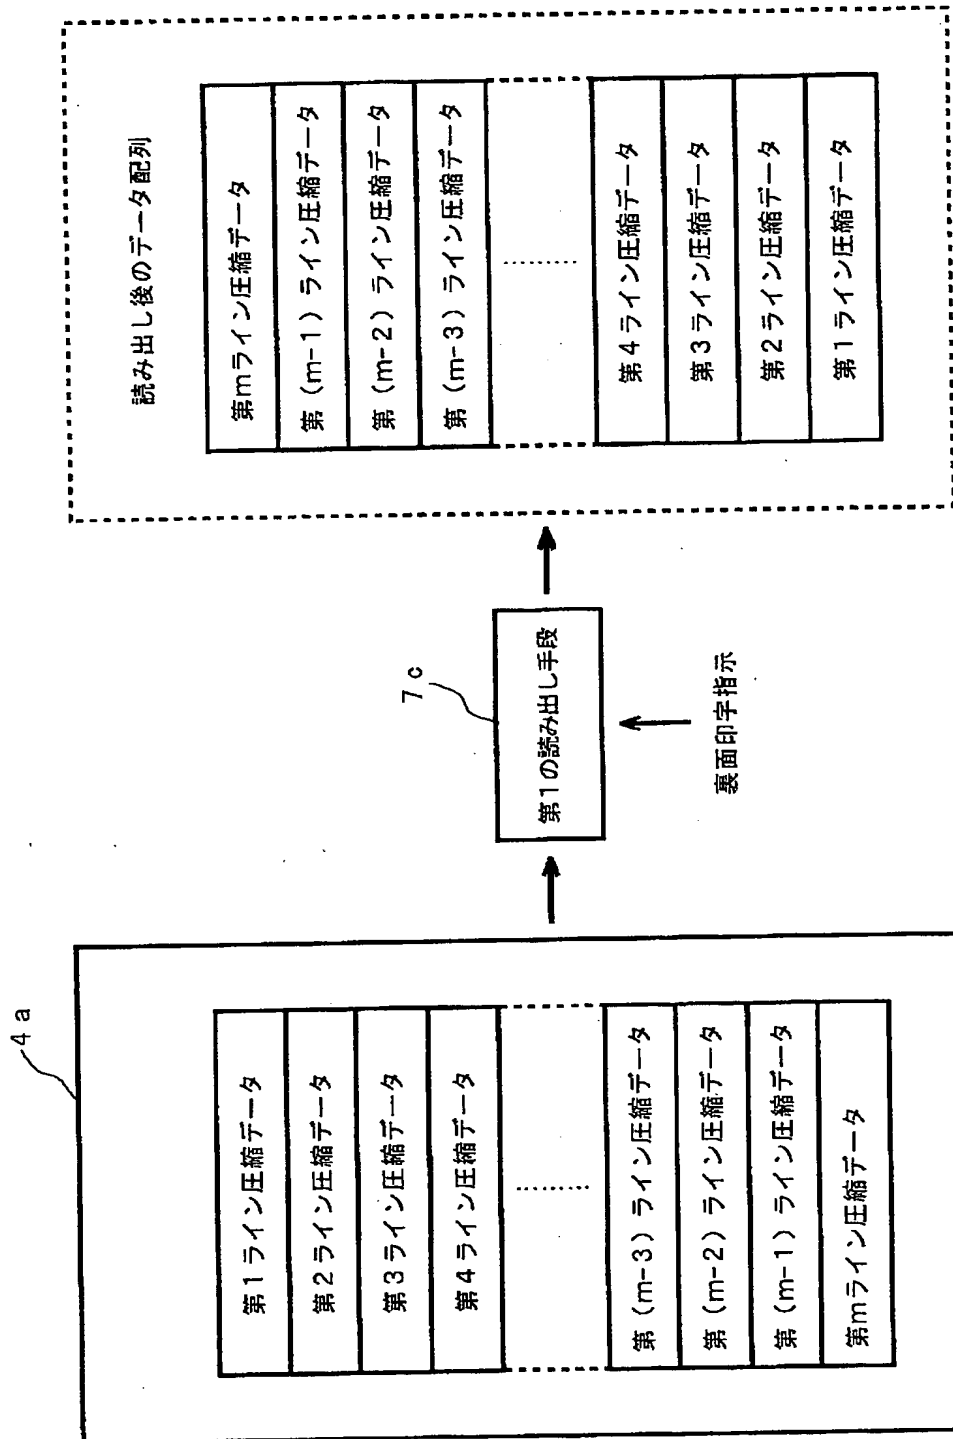 4a
第1ライン圧縮データ
第2ライン圧縮データ
第3ライン圧縮データ
第4ライン圧縮データ
第(m-3)ライン圧縮データ
第(m-2)ライン圧縮データ
第(m-1)ライン圧縮データ
第mライン圧縮データ
7c
第1の読み出し手段
裏面印字指示
読み出し後のデータ配列
第mライン圧縮データ
第(m-1)ライン圧縮データ
第(m-2)ライン圧縮データ
第(m-3)ライン圧縮データ
第4ライン圧縮データ
第3ライン圧縮データ
第2ライン圧縮データ
第1ライン圧縮データ